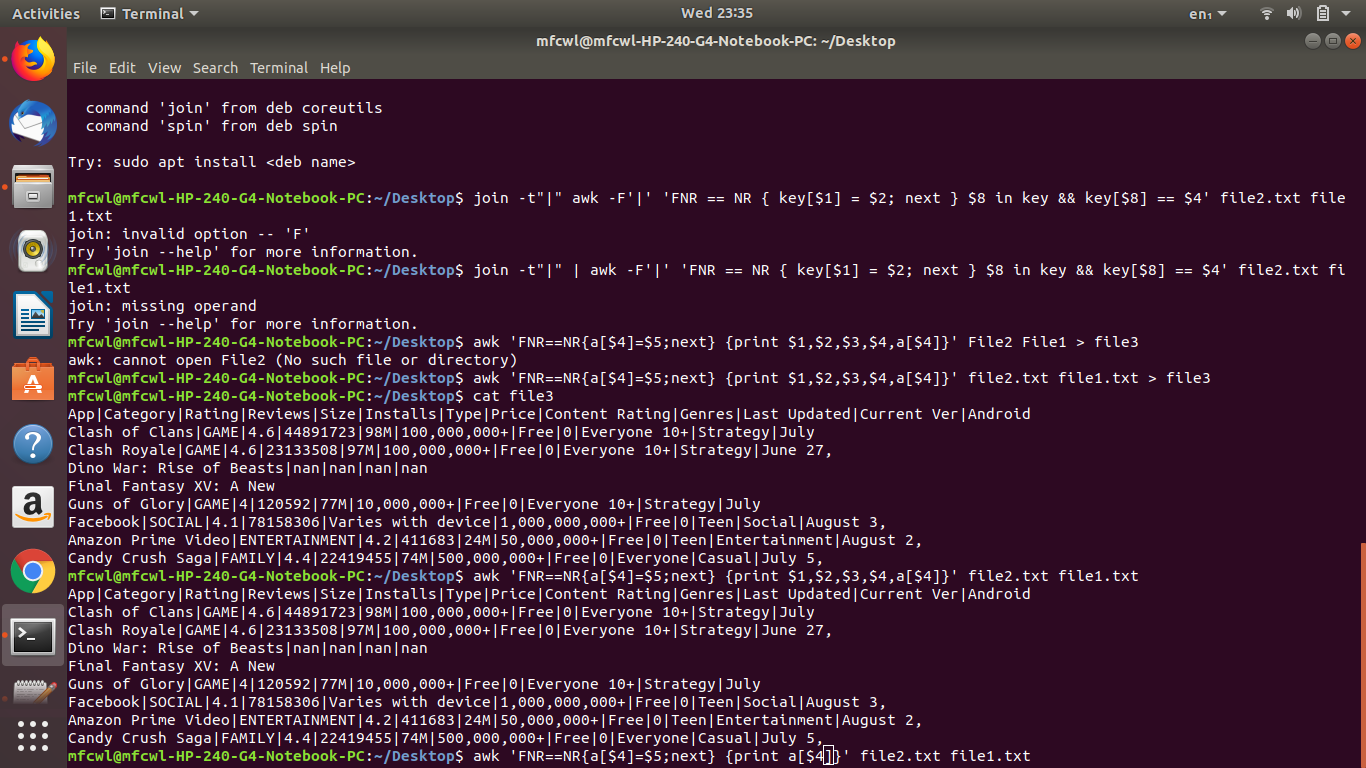 Activities Terminal Wed 23:35 en₁
mfcwl@mfcwl-HP-240-G4-Notebook-PC: ~/Desktop
File Edit View Search Terminal Help
command 'join' from deb coreutils
command 'spin' from deb spin
Try: sudo apt install <deb name>
mfcwl@mfcwl-HP-240-G4-Notebook-PC:~/Desktop$ join -t"|" awk -F'|' 'FNR == NR { key[$1] = $2; next } $8 in key && key[$8] == $4' file2.txt file
1.txt
join: invalid option -- 'F'
Try 'join --help' for more information.
mfcwl@mfcwl-HP-240-G4-Notebook-PC:~/Desktop$ join -t"|" | awk -F'|' 'FNR == NR { key[$1] = $2; next } $8 in key && key[$8] == $4' file2.txt fi
le1.txt
join: missing operand
Try 'join --help' for more information.
mfcwl@mfcwl-HP-240-G4-Notebook-PC:~/Desktop$ awk 'FNR==NR{a[$4]=$5;next} {print $1,$2,$3,$4,a[$4]}' File2 File1 > file3
awk: cannot open File2 (No such file or directory)
mfcwl@mfcwl-HP-240-G4-Notebook-PC:~/Desktop$ awk 'FNR==NR{a[$4]=$5;next} {print $1,$2,$3,$4,a[$4]}' file2.txt file1.txt > file3
mfcwl@mfcwl-HP-240-G4-Notebook-PC:~/Desktop$ cat file3
App|Category|Rating|Reviews|Size|Installs|Type|Price|Content Rating|Genres|Last Updated|Current Ver|Android
Clash of Clans|GAME|4.6|44891723|98M|100,000,000+|Free|0|Everyone 10+|Strategy|July
Clash Royale|GAME|4.6|23133508|97M|100,000,000+|Free|0|Everyone 10+|Strategy|June 27,
Dino War: Rise of Beasts|nan|nan|nan|nan
Final Fantasy XV: A New
Guns of Glory|GAME|4|120592|77M|10,000,000+|Free|0|Everyone 10+|Strategy|July
Facebook|SOCIAL|4.1|78158306|Varies with device|1,000,000,000+|Free|0|Teen|Social|August 3,
Amazon Prime Video|ENTERTAINMENT|4.2|411683|24M|50,000,000+|Free|0|Teen|Entertainment|August 2,
Candy Crush Saga|FAMILY|4.4|22419455|74M|500,000,000+|Free|0|Everyone|Casual|July 5,
mfcwl@mfcwl-HP-240-G4-Notebook-PC:~/Desktop$ awk 'FNR==NR{a[$4]=$5;next} {print $1,$2,$3,$4,a[$4]}' file2.txt file1.txt
App|Category|Rating|Reviews|Size|Installs|Type|Price|Content Rating|Genres|Last Updated|Current Ver|Android
Clash of Clans|GAME|4.6|44891723|98M|100,000,000+|Free|0|Everyone 10+|Strategy|July
Clash Royale|GAME|4.6|23133508|97M|100,000,000+|Free|0|Everyone 10+|Strategy|June 27,
Dino War: Rise of Beasts|nan|nan|nan|nan
Final Fantasy XV: A New
Guns of Glory|GAME|4|120592|77M|10,000,000+|Free|0|Everyone 10+|Strategy|July
Facebook|SOCIAL|4.1|78158306|Varies with device|1,000,000,000+|Free|0|Teen|Social|August 3,
Amazon Prime Video|ENTERTAINMENT|4.2|411683|24M|50,000,000+|Free|0|Teen|Entertainment|August 2,
Candy Crush Saga|FAMILY|4.4|22419455|74M|500,000,000+|Free|0|Everyone|Casual|July 5,
mfcwl@mfcwl-HP-240-G4-Notebook-PC:~/Desktop$ awk 'FNR==NR{a[$4]=$5;next} {print a[$4]}' file2.txt file1.txt